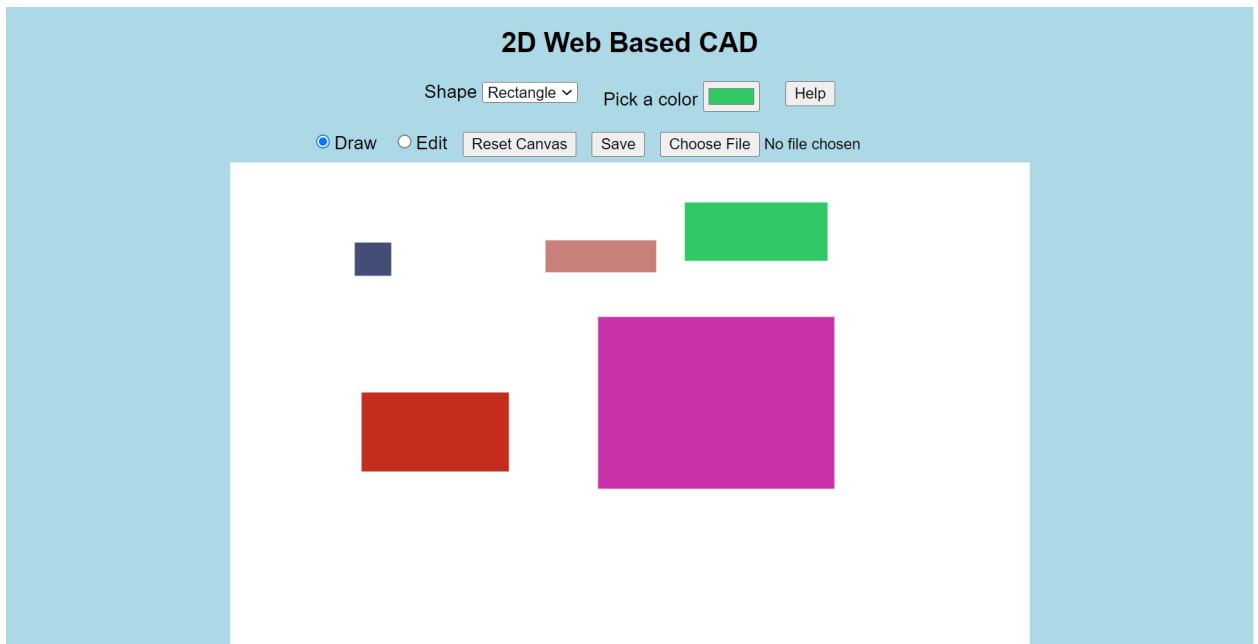 2D Web Based CAD
Shape Rectangle Pick a color Help
Draw Edit Reset Canvas Save Choose File No file chosen